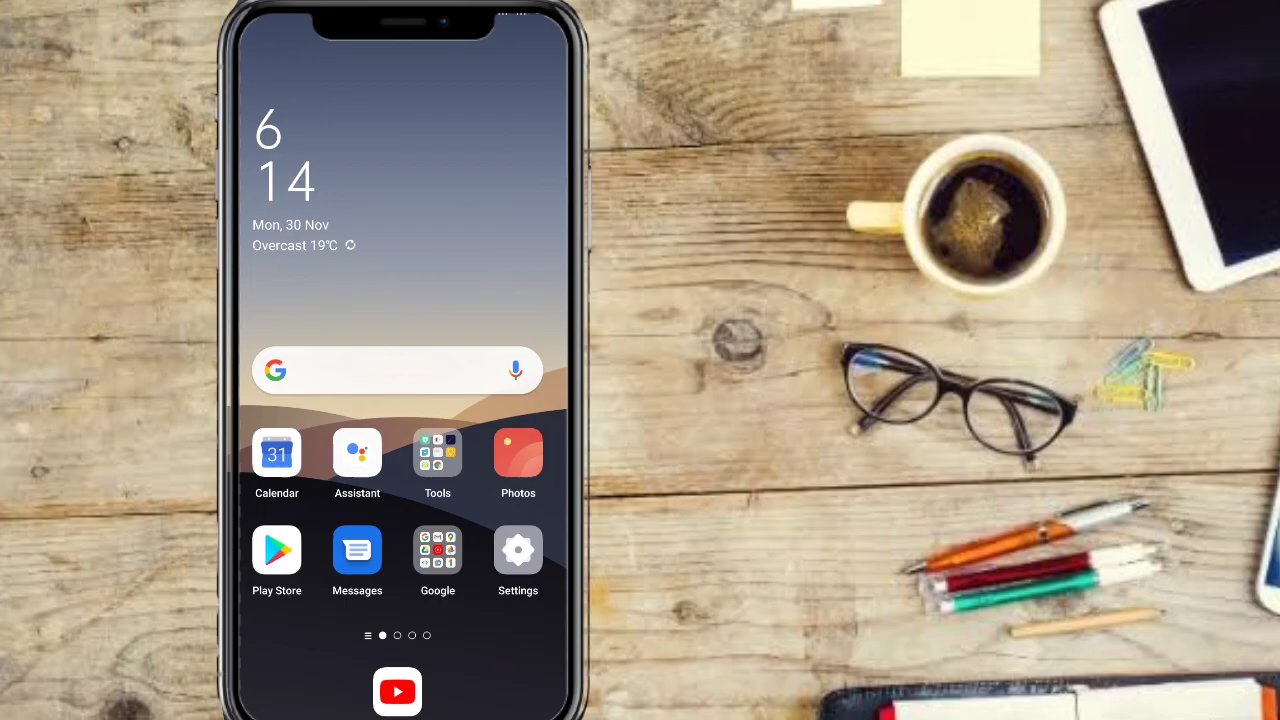 6
14
Mon, 30 Nov
Overcast 19℃
31
Calendar
Assistant
Tools
Photos
Play Store
Messages
Google
Settings